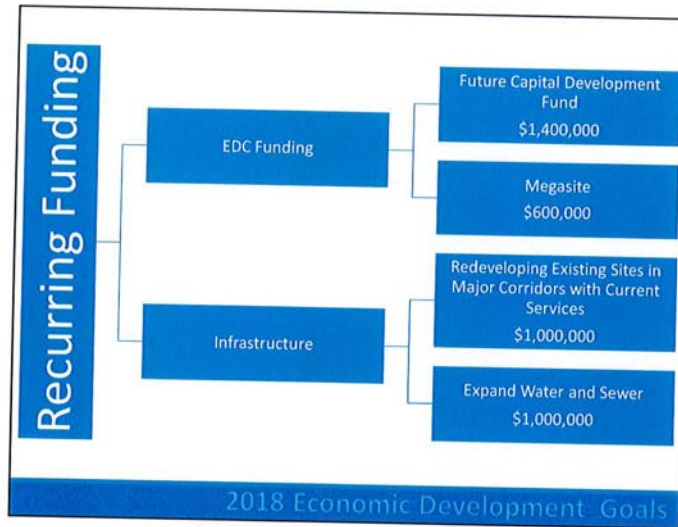 Recurring Funding
EDC Funding
Future Capital Development
Fund
$1,400,000
Megasite
$600,000
Infrastructure
Redeveloping Existing Sites in
Major Corridors with Current
Services
$1,000,000
Expand Water and Sewer
$1,000,000
2018 Economic Development Goals